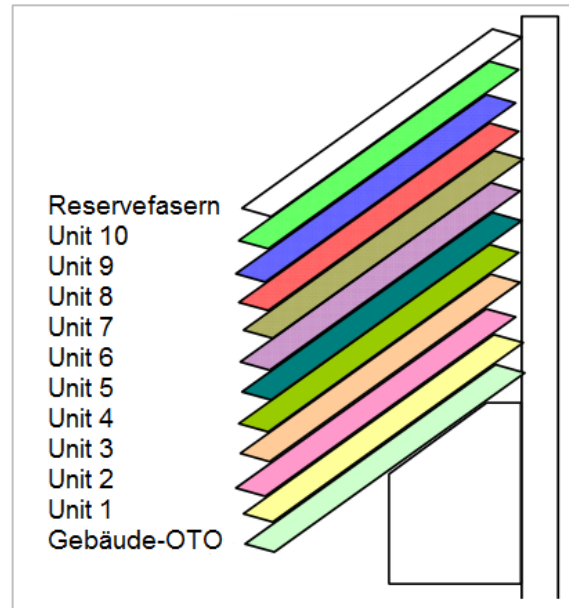 Reservefasern
Unit 10
Unit 9
Unit 8
Unit 7
Unit 6
Unit 5
Unit 4
Unit 3
Unit 2
Unit 1
Gebäude-OTO